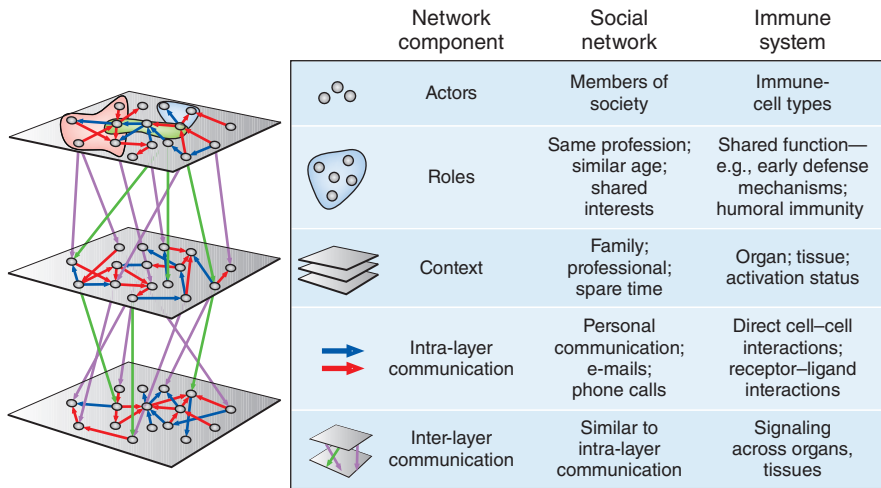 Network component
Social network
Immune system
Actors
Members of society
Immune-cell types
Roles
Same profession;
similar age;
shared
interests
Shared function—
e.g., early defense
mechanisms;
humoral immunity
Context
Family;
professional;
spare time
Organ; tissue;
activation status
Intra-layer
communication
Personal
communication;
e-mails;
phone calls
Direct cell–cell
interactions;
receptor–ligand
interactions
Inter-layer
communication
Similar to
intra-layer
communication
Signaling
across organs,
tissues